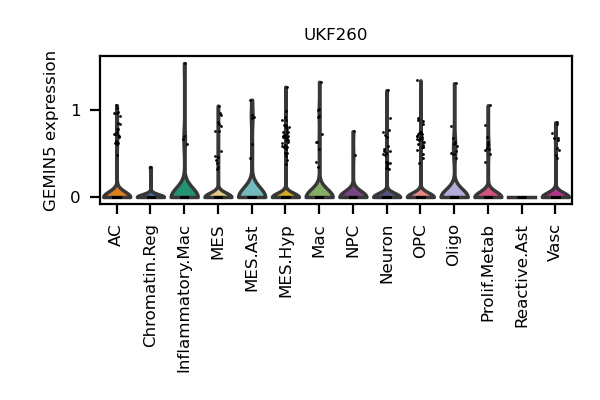 UKF260
GEMIN5 expression
1
0
AC
Chromatin.Reg
Inflammatory.Mac
MES
MES.Ast
MES.Hyp
Mac
NPC
Neuron
OPC
Oligo
Prolif.Metab
Reactive.Ast
Vasc